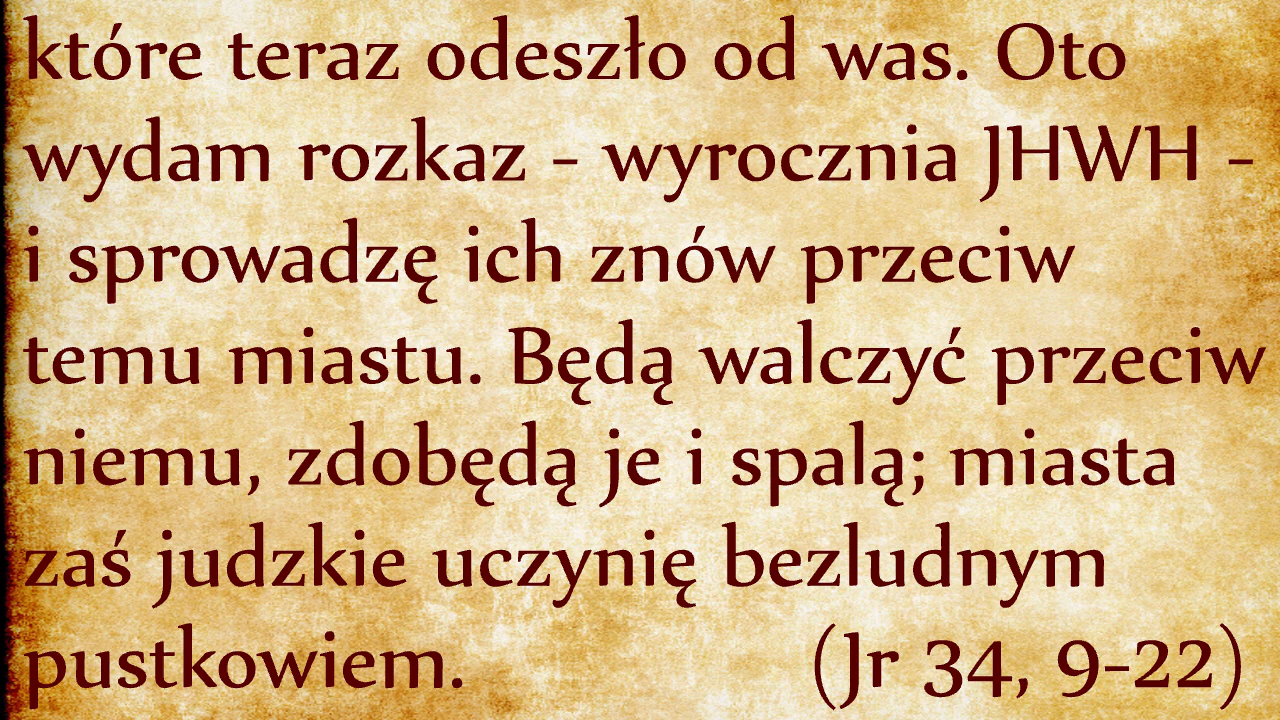 które teraz odeszło od was. Oto
wydam rozkaz - wyrocznia JHWH -
i sprowadzę ich znów przeciw
temu miastu. Będą walczyć przeciw
niemu, zdobędą je i spalą; miasta
zaś judzkie uczynię bezludnym
pustkowiem. (Jr 34, 9-22)